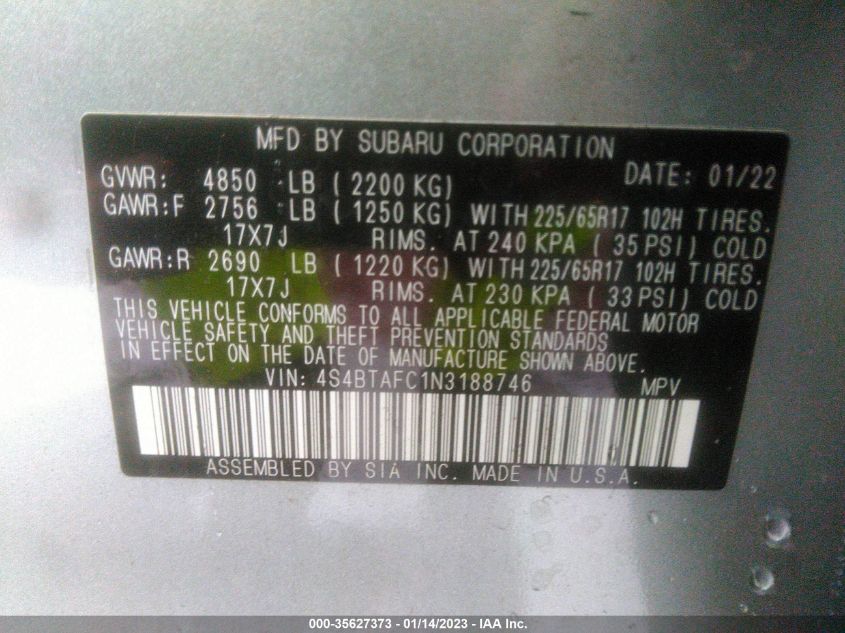 MFD BY SUBARU CORPORATION
GVWR: 4850 LB ( 2200 KG) DATE: 01/22
GAWR:F 2756 LB ( 1250 KG) WITH 225/65R17 102H TIRES.
17X7J RIMS. AT 240 KPA ( 35 PSI) COLD
GAWR:R 2690 LB ( 1220 KG) WITH 225/65R17 102H TIRES.
17X7J RIMS. AT 230 KPA ( 33 PSI) COLD
THIS VEHICLE CONFORMS TO ALL APPLICABLE FEDERAL MOTOR
VEHICLE SAFETY AND THEFT PREVENTION STANDARDS
IN EFFECT ON THE DATE OF MANUFACTURE SHOWN ABOVE.
VIN: 4S4BTAFC1N3188746 MPV
ASSEMBLED BY SIA INC. MADE IN U.S.A.
000-35627373 - 01/14/2023 - IAA Inc.